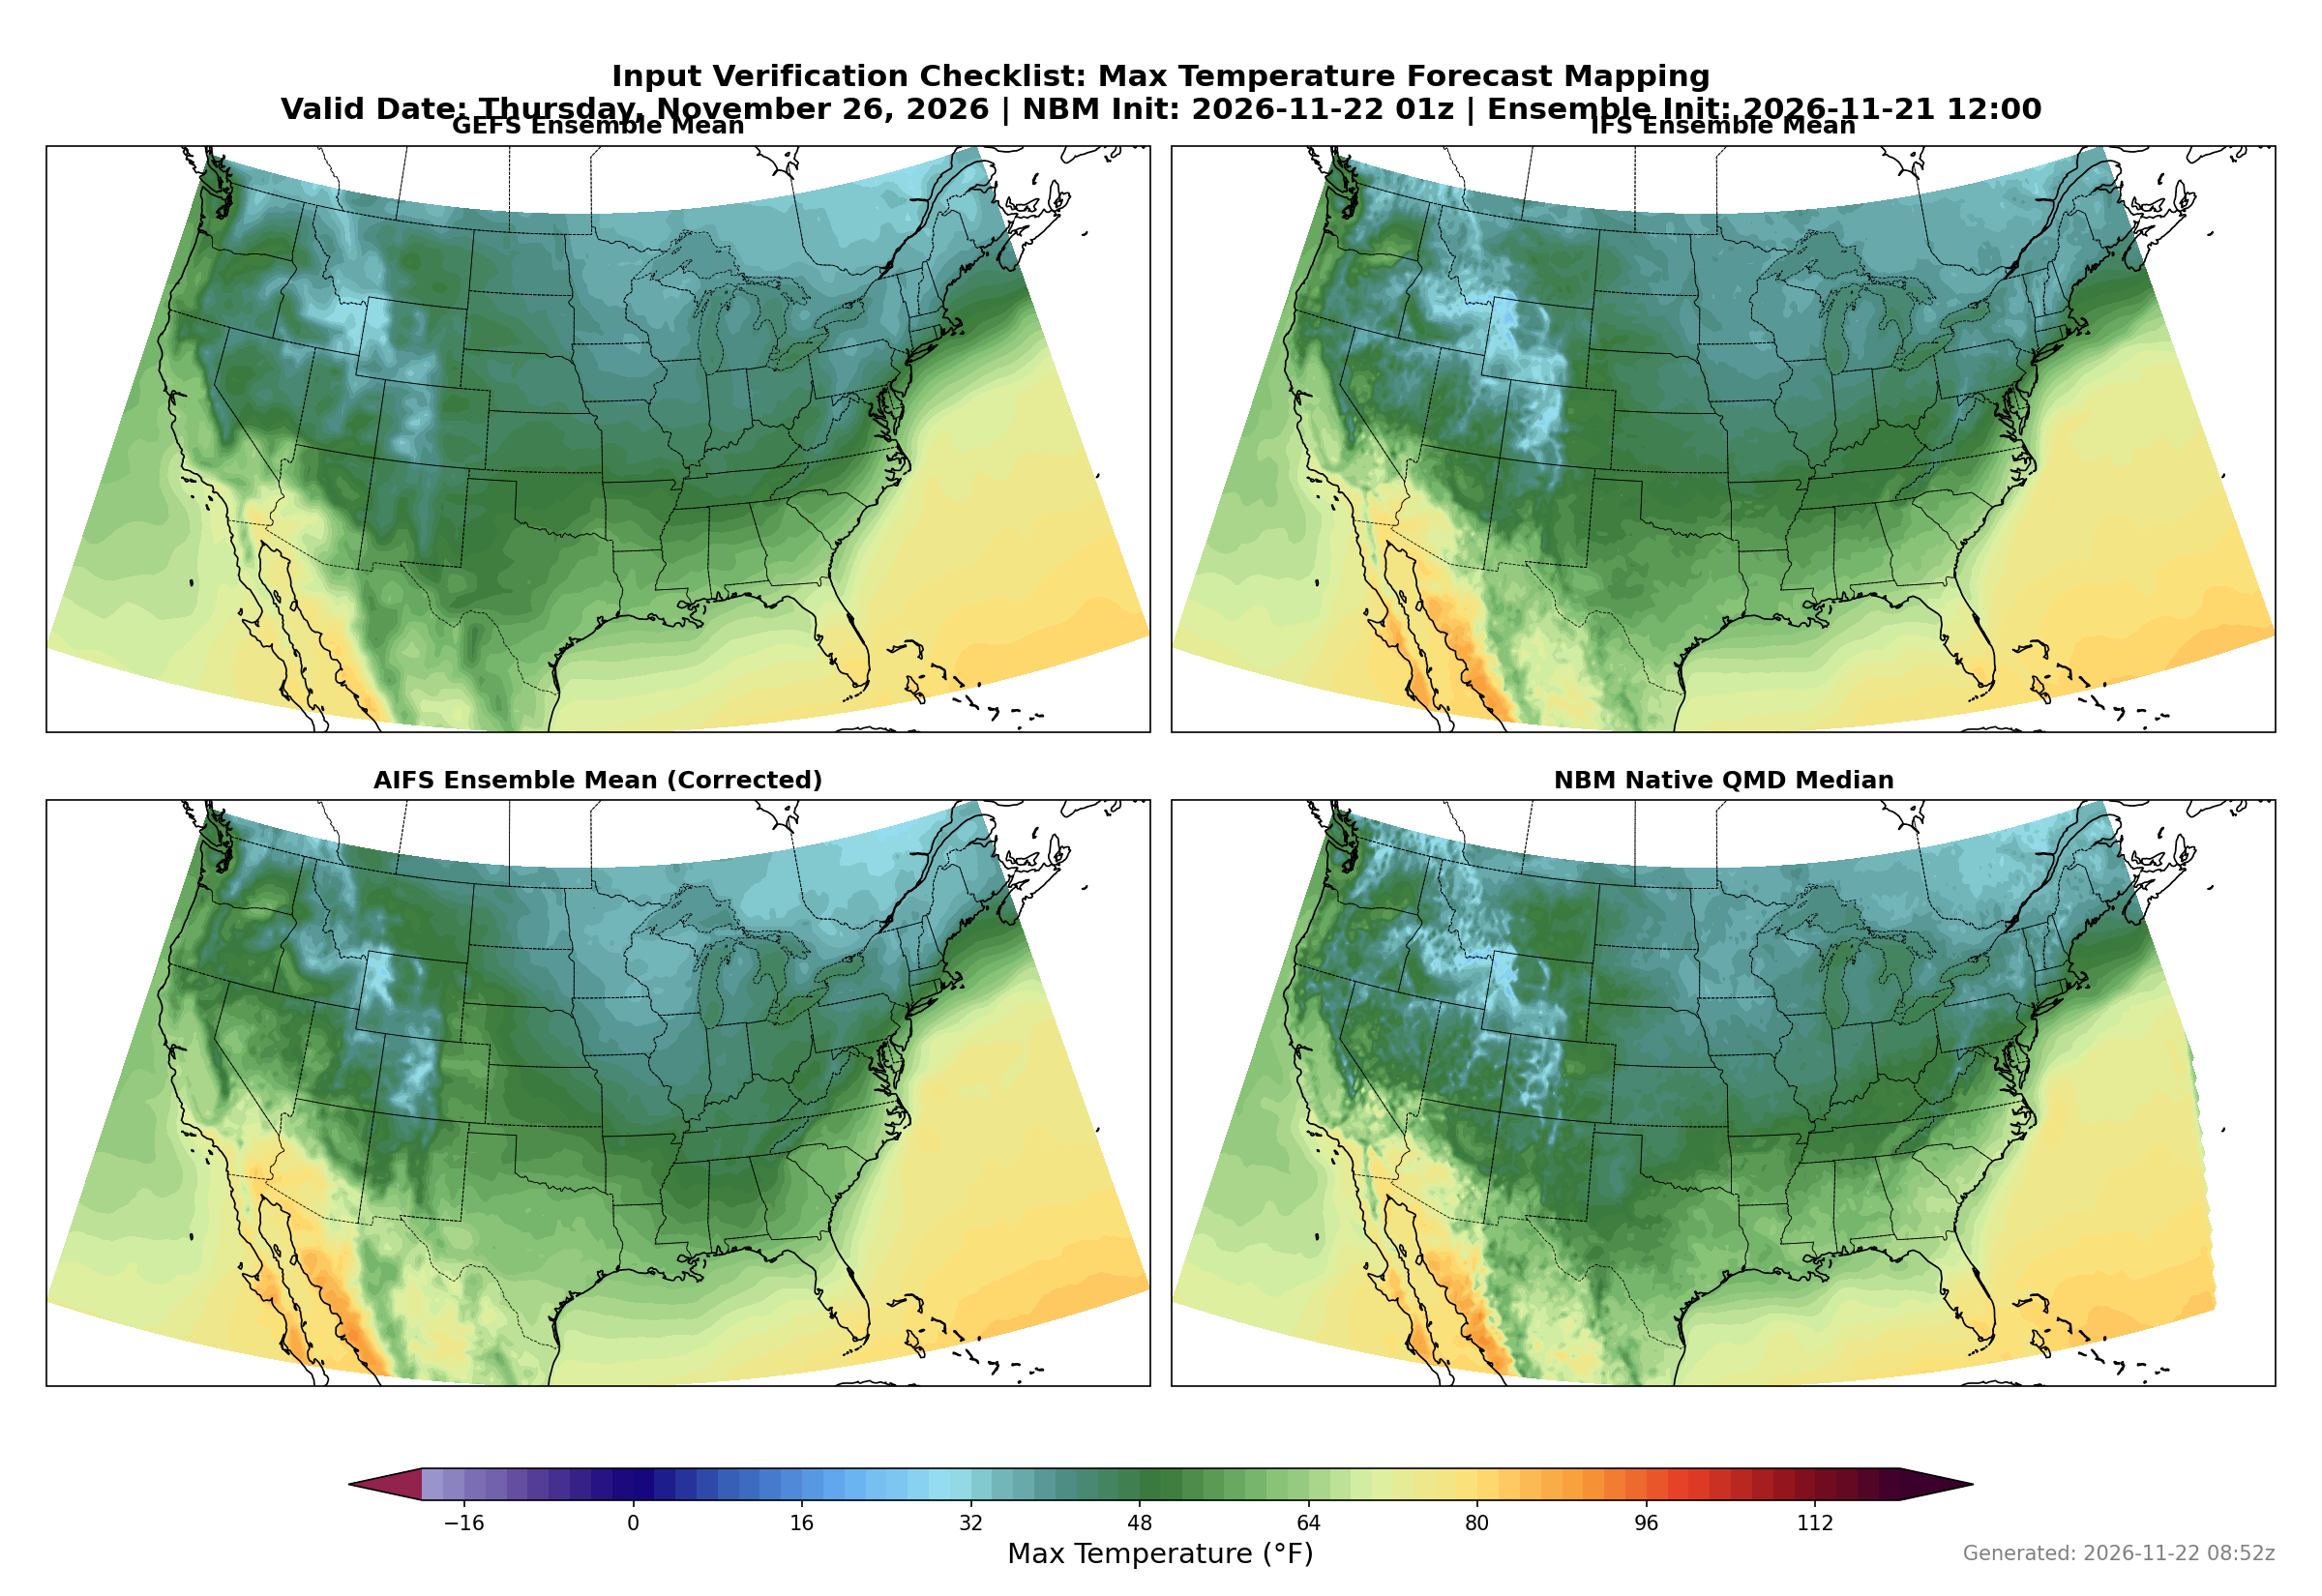 Input Verification Checklist: Max Temperature Forecast Mapping
Valid Date: Thursday, November 26, 2026 | NBM Init: 2026-11-22 01z | Ensemble Init: 2026-11-21 12:00
GEFS Ensemble Mean
IFS Ensemble Mean
AIFS Ensemble Mean (Corrected)
NBM Native QMD Median
−16 0 16 32 48 64 80 96 112
Max Temperature (°F)
Generated: 2026-11-22 08:52z